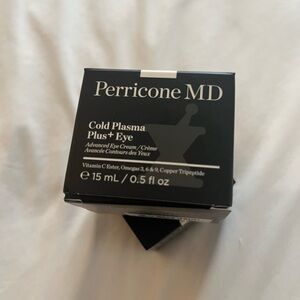 Perricone MD
Cold Plasma
Plus+ Eye
Advanced Eye Cream/Crème
Avancée Contours des Yeux
Vitamin C Ester, Omegas 3, 6 & 9, Copper Tripeptide
℮ 15 mL / 0.5 fl oz